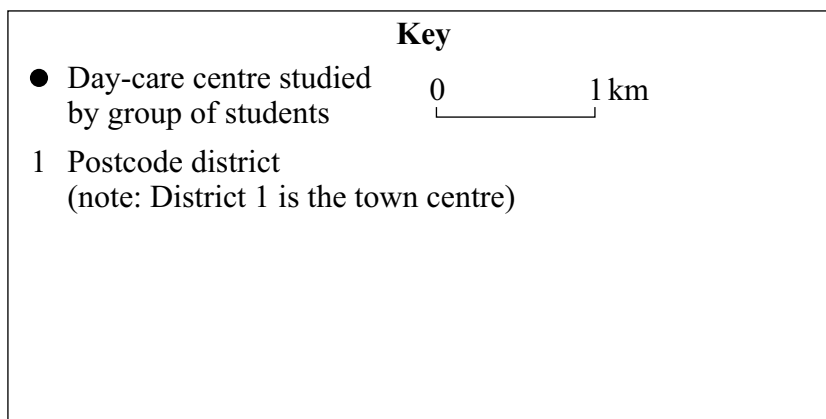 Key
Day-care centre studied
by group of students
0 1 km
1 Postcode district
(note: District 1 is the town centre)